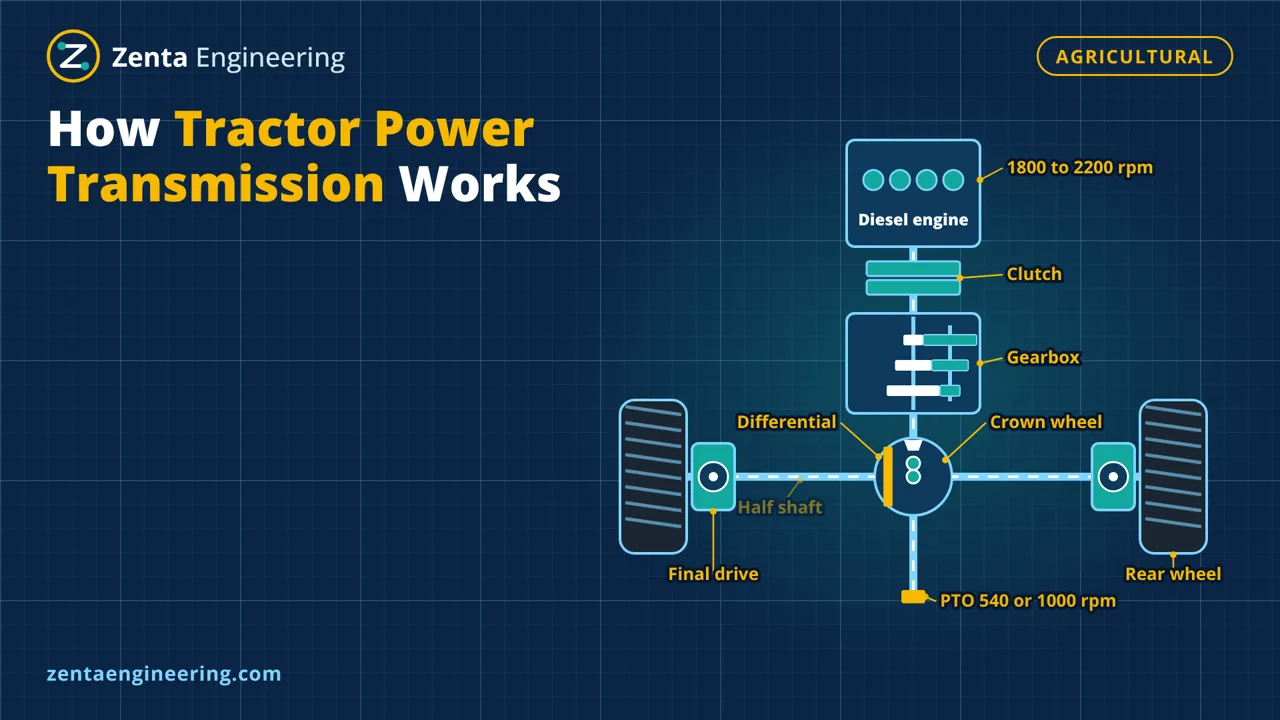 Zenta Engineering
AGRICULTURAL
How Tractor Power
Transmission Works
1800 to 2200 rpm
Diesel engine
Clutch
Gearbox
Differential
Crown wheel
Half shaft
Final drive
Rear wheel
PTO 540 or 1000 rpm
zentaengineering.com